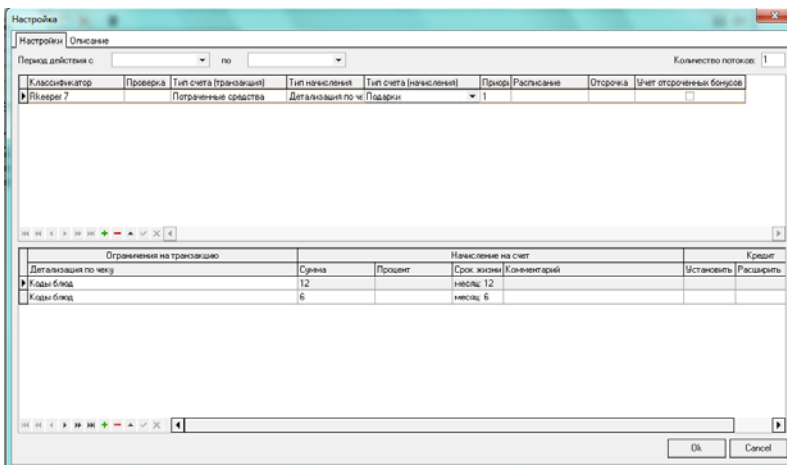 Настройка
Настройки Описание
Период действия с по Количество потоков: 1
Классификатор Проверка Тип счета (транзакция) Тип начисления Тип счета (начисления) Приори Расписание Отсрочка Учет отсроченных бонусов
Rkeeper 7 Потраченные средства Детализация по че Подарки 1
Ограничения на транзакцию Начисление на счет Кредит
Детализация по чеку Сумма Процент Срок жизни Комментарий Установить Расширить
Коды блюд 12 месяц: 12
Коды блюд 6 месяц: 6
Ok Cancel